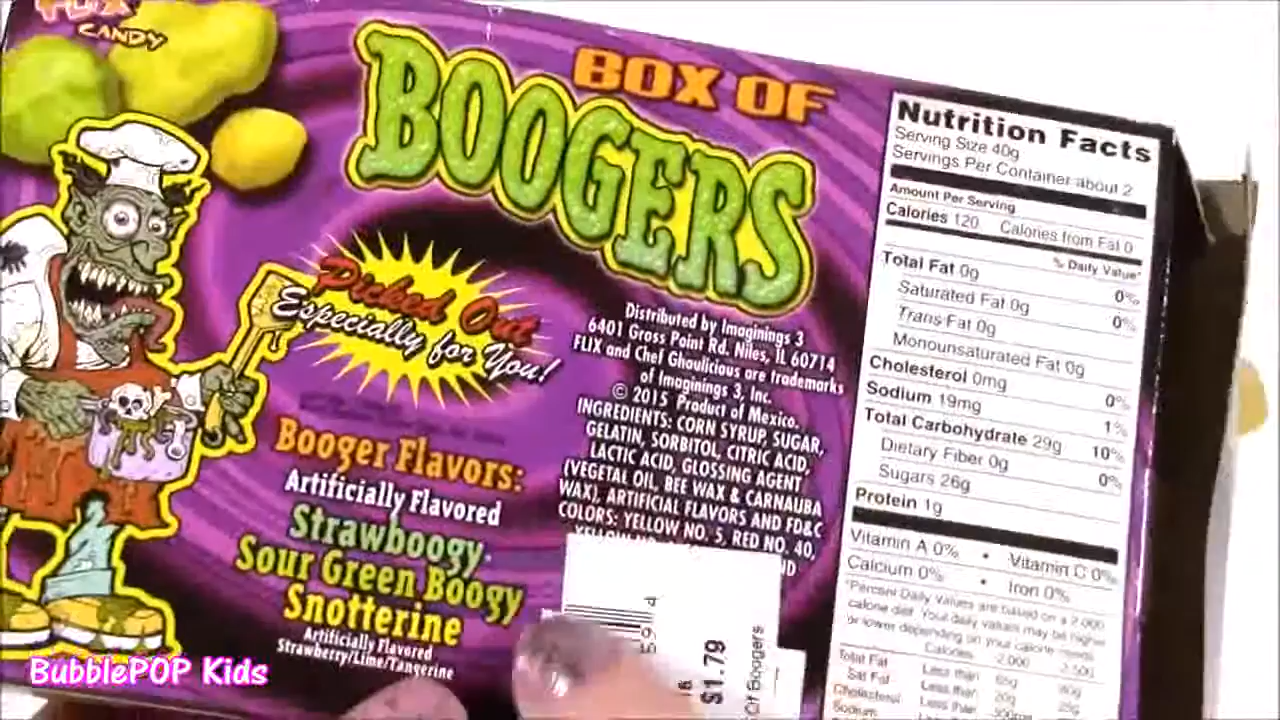 FLIX
CANDY
BOX OF
BOOGERS
Picked Out
Especially for You!
Distributed by Imaginings 3
6401 Gross Point Rd. Niles, IL 60714
FLIX and Chef Ghoulicious are trademarks
of Imaginings 3, Inc.
© 2015 Product of Mexico.
INGREDIENTS: CORN SYRUP, SUGAR,
GELATIN, SORBITOL, CITRIC ACID,
LACTIC ACID, GLOSSING AGENT
(VEGETAL OIL, BEE WAX & CARNAUBA
WAX), ARTIFICIAL FLAVORS AND FD&C
COLORS: YELLOW NO. 5, RED NO. 40,
Booger Flavors:
Artificially Flavored
Strawboogy·
Sour Green Boogy
Snotterine
Artificially Flavored
Strawberry/Lime/Tangerine
$1.79
Of Boogers
Nutrition Facts
Serving Size 40g
Servings Per Container about 2
Amount Per Serving
Calories 120 Calories from Fat 0
% Daily Value*
Total Fat 0g 0%
Saturated Fat 0g 0%
Trans Fat 0g
Monounsaturated Fat 0g
Cholesterol 0mg 0%
Sodium 19mg 1%
Total Carbohydrate 29g 10%
Dietary Fiber 0g 0%
Sugars 26g
Protein 1g
Vitamin A 0% • Vitamin C 0%
Calcium 0% • Iron 0%
*Percent Daily Values are based on a 2,000
calorie diet. Your daily values may be higher
or lower depending on your calorie needs.
Calories 2,000 2,500
Total Fat Less than 65g 80g
Sat Fat Less than 20g 25g
Cholesterol Less than 300mg
Sodium Less than
BubblePOP Kids